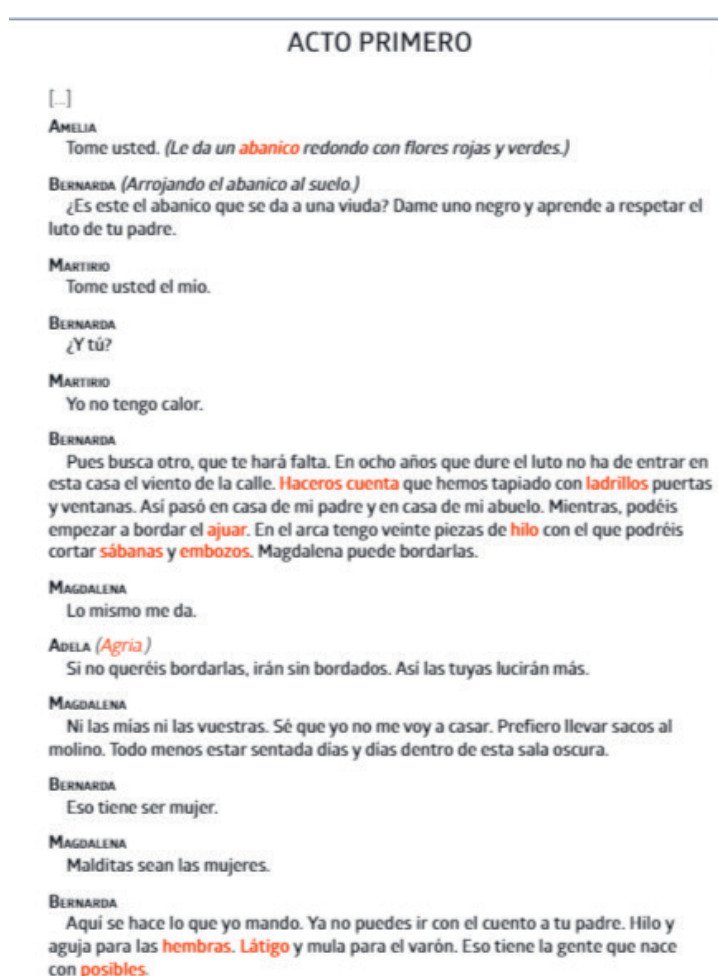 ACTO PRIMERO
[...]
AMELIA
Tome usted. (Le da un abanico redondo con flores rojas y verdes.)
BERNARDA (Arrojando el abanico al suelo.)
¿Es este el abanico que se da a una viuda? Dame uno negro y aprende a respetar el
luto de tu padre.
MARTIRIO
Tome usted el mío.
BERNARDA
¿Y tú?
MARTIRIO
Yo no tengo calor.
BERNARDA
Pues busca otro, que te hará falta. En ocho años que dure el luto no ha de entrar en
esta casa el viento de la calle. Haceros cuenta que hemos tapiado con ladrillos puertas
y ventanas. Así pasó en casa de mi padre y en casa de mi abuelo. Mientras, podéis
empezar a bordar el ajuar. En el arca tengo veinte piezas de hilo con el que podréis
cortar sábanas y embozos. Magdalena puede bordarlas.
MAGDALENA
Lo mismo me da.
ADELA (Agria)
Si no queréis bordarlas, irán sin bordados. Así las tuyas lucirán más.
MAGDALENA
Ni las mías ni las vuestras. Sé que yo no me voy a casar. Prefiero llevar sacos al
molino. Todo menos estar sentada días y días dentro de esta sala oscura.
BERNARDA
Eso tiene ser mujer.
MAGDALENA
Malditas sean las mujeres.
BERNARDA
Aquí se hace lo que yo mando. Ya no puedes ir con el cuento a tu padre. Hilo y
aguja para las hembras. Látigo y mula para el varón. Eso tiene la gente que nace
con posibles.